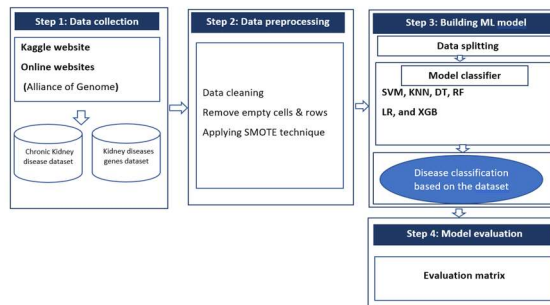 Step 1: Data collection
Kaggle website
Online websites
(Alliance of Genome)
Chronic Kidney
disease dataset
Kidney diseases
genes dataset
Step 2: Data preprocessing
Data cleaning
Remove empty cells & rows
Applying SMOTE technique
Step 3: Building ML model
Data splitting
Model classifier
SVM, KNN, DT, RF
LR, and XGB
Disease classification
based on the dataset
Step 4: Model evaluation
Evaluation matrix